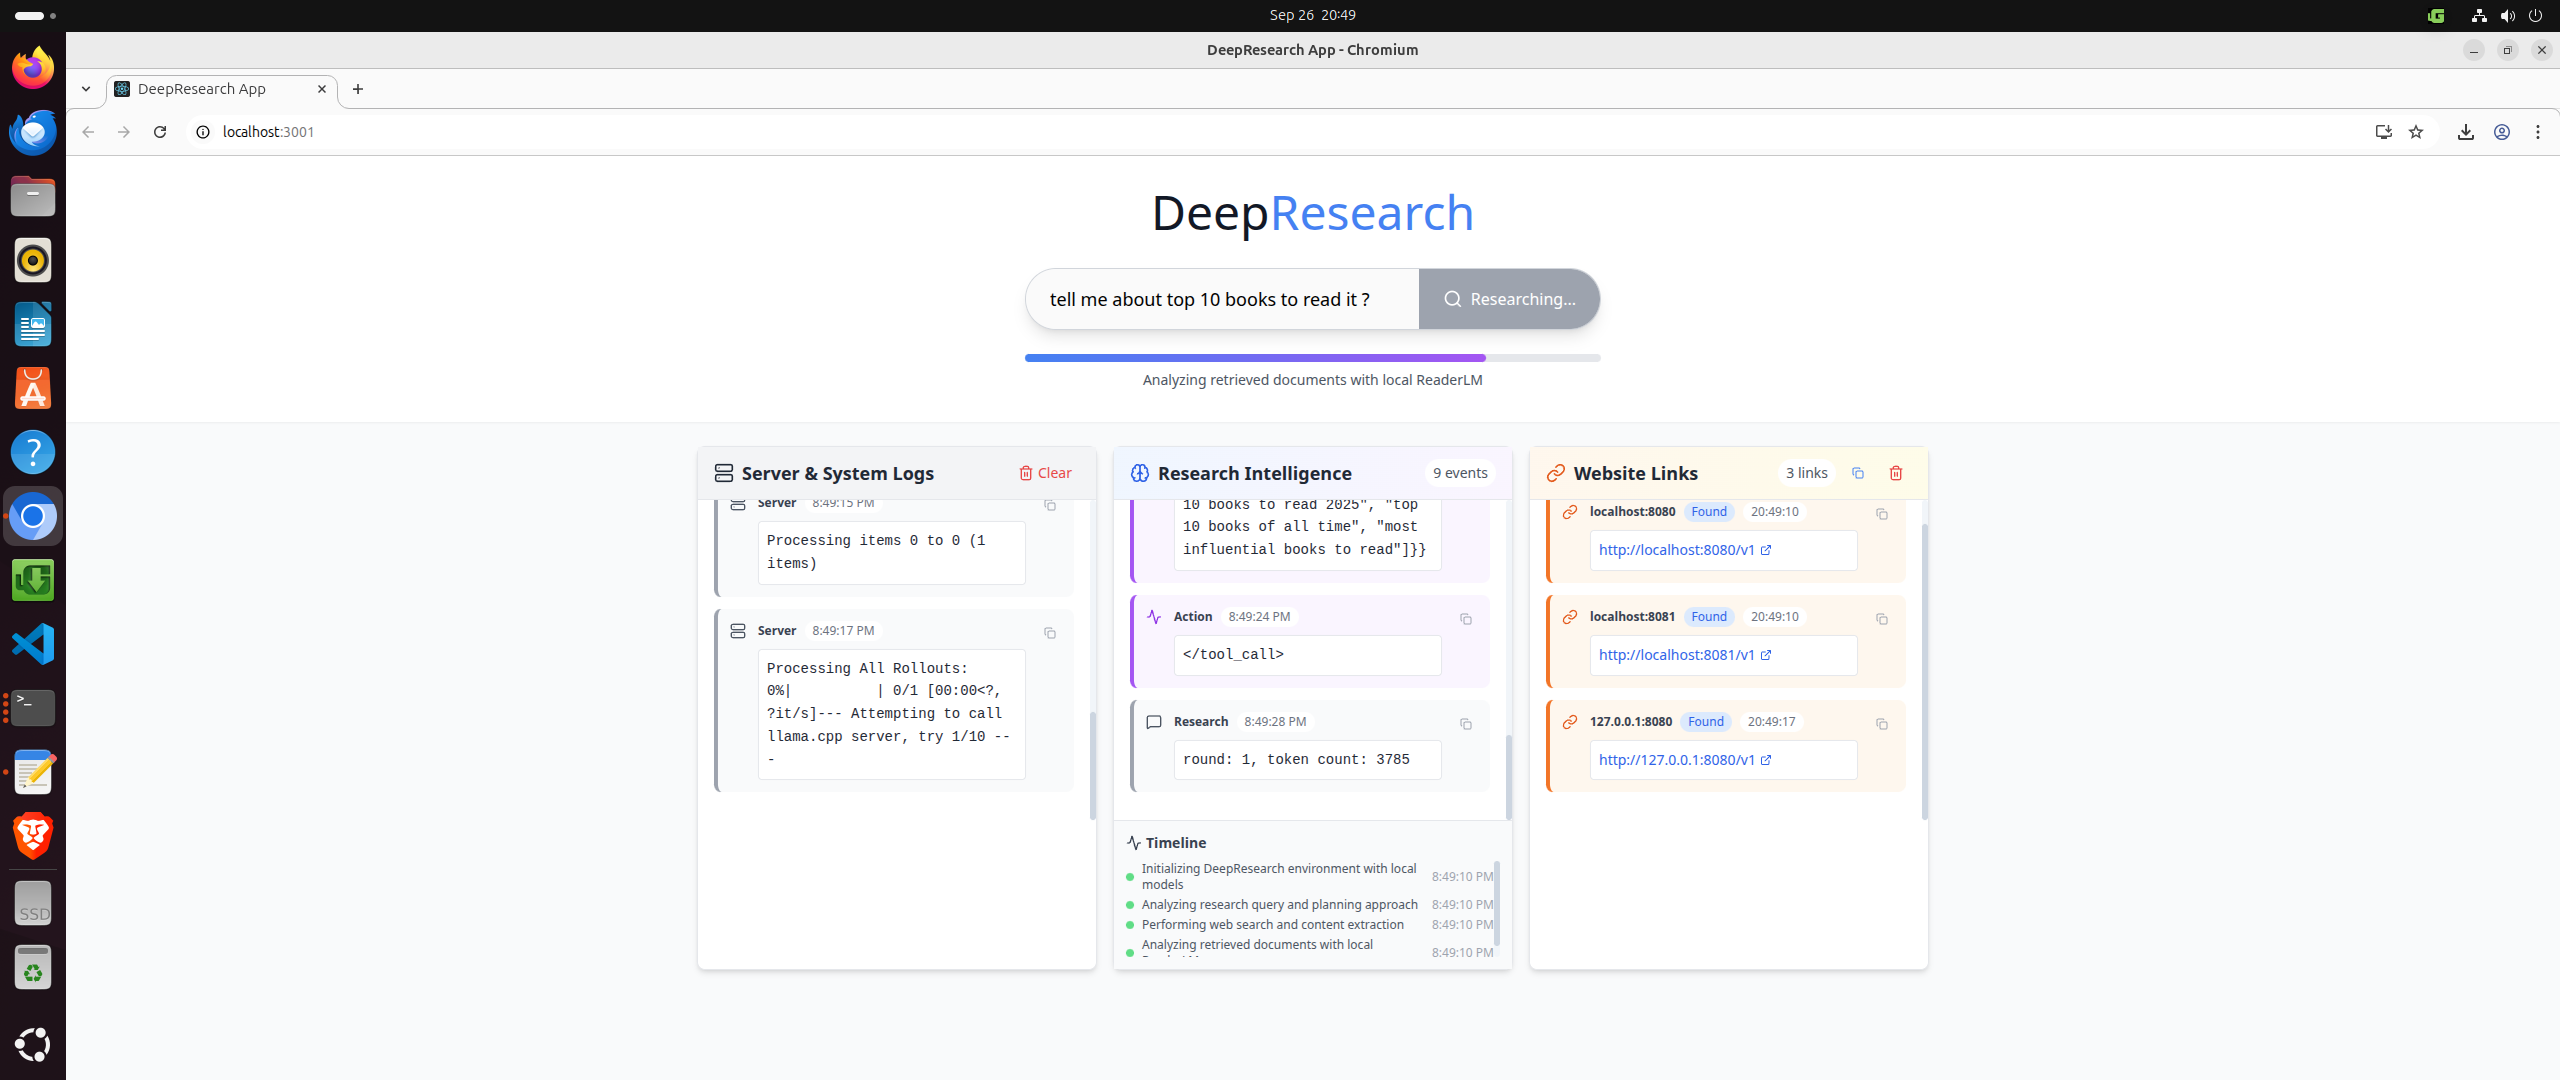 Sep 26 20:49
DeepResearch App - Chromium
DeepResearch App
localhost:3001
DeepResearch
tell me about top 10 books to read it ?
Researching...
Analyzing retrieved documents with local ReaderLM
Server & System Logs
Clear
Server 8:49:15 PM
Processing items 0 to 0 (1
items)
Server 8:49:17 PM
Processing All Rollouts:
0%| | 0/1 [00:00<?,
?it/s]--- Attempting to call
llama.cpp server, try 1/10 --
-
Research Intelligence
9 events
10 books to read 2025", "top
10 books of all time", "most
influential books to read"]}}
Action 8:49:24 PM
</tool_call>
Research 8:49:28 PM
round: 1, token count: 3785
Timeline
Initializing DeepResearch environment with local
models
8:49:10 PM
Analyzing research query and planning approach 8:49:10 PM
Performing web search and content extraction 8:49:10 PM
Analyzing retrieved documents with local
8:49:10 PM
Website Links
3 links
localhost:8080 Found 20:49:10
http://localhost:8080/v1
localhost:8081 Found 20:49:10
http://localhost:8081/v1
127.0.0.1:8080 Found 20:49:17
http://127.0.0.1:8080/v1
SSD